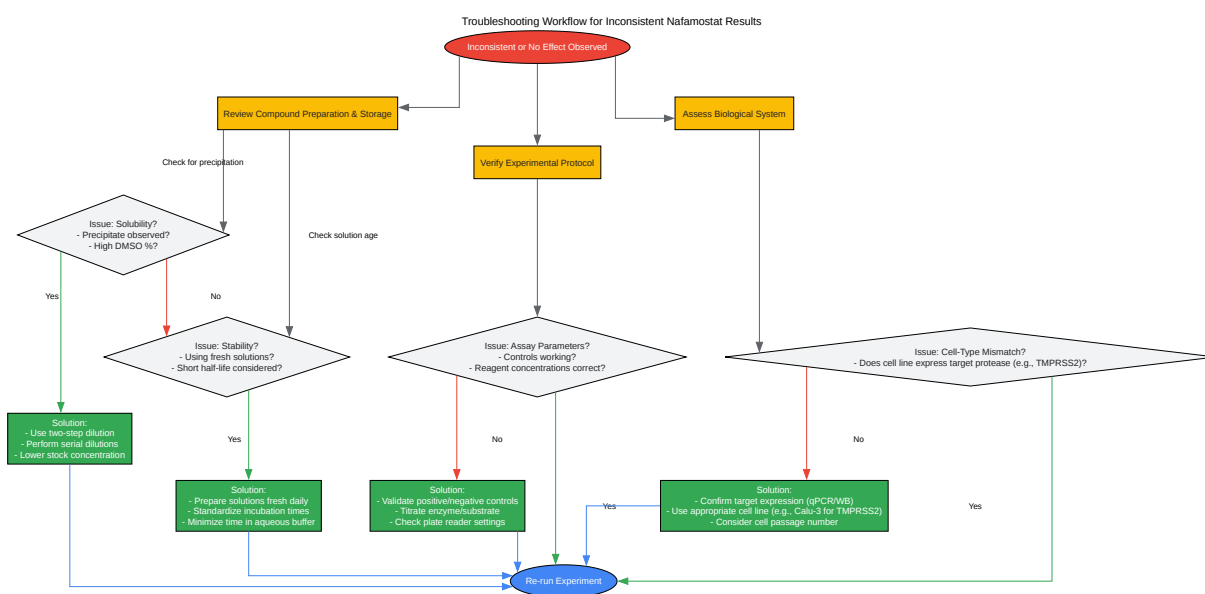 Troubleshooting Workflow for Inconsistent Nafamostat Results
Inconsistent or No Effect Observed
Review Compound Preparation & Storage
Assess Biological System
Verify Experimental Protocol
Check for precipitation
Issue: Solubility?
- Precipitate observed?
- High DMSO %?
Check solution age
Yes
No
Issue: Stability?
- Using fresh solutions?
- Short half-life considered?
Issue: Assay Parameters?
- Controls working?
- Reagent concentrations correct?
Issue: Cell-Type Mismatch?
- Does cell line express target protease (e.g., TMPRSS2)?
Solution:
- Use two-step dilution
- Perform serial dilutions
- Lower stock concentration
Yes
No
No
Solution:
- Prepare solutions fresh daily
- Standardize incubation times
- Minimize time in aqueous buffer
Solution:
- Validate positive/negative controls
- Titrate enzyme/substrate
- Check plate reader settings
Yes
Solution:
- Confirm target expression (qPCR/WB)
- Use appropriate cell line (e.g., Calu-3 for TMPRSS2)
- Consider cell passage number
Yes
Re-run Experiment